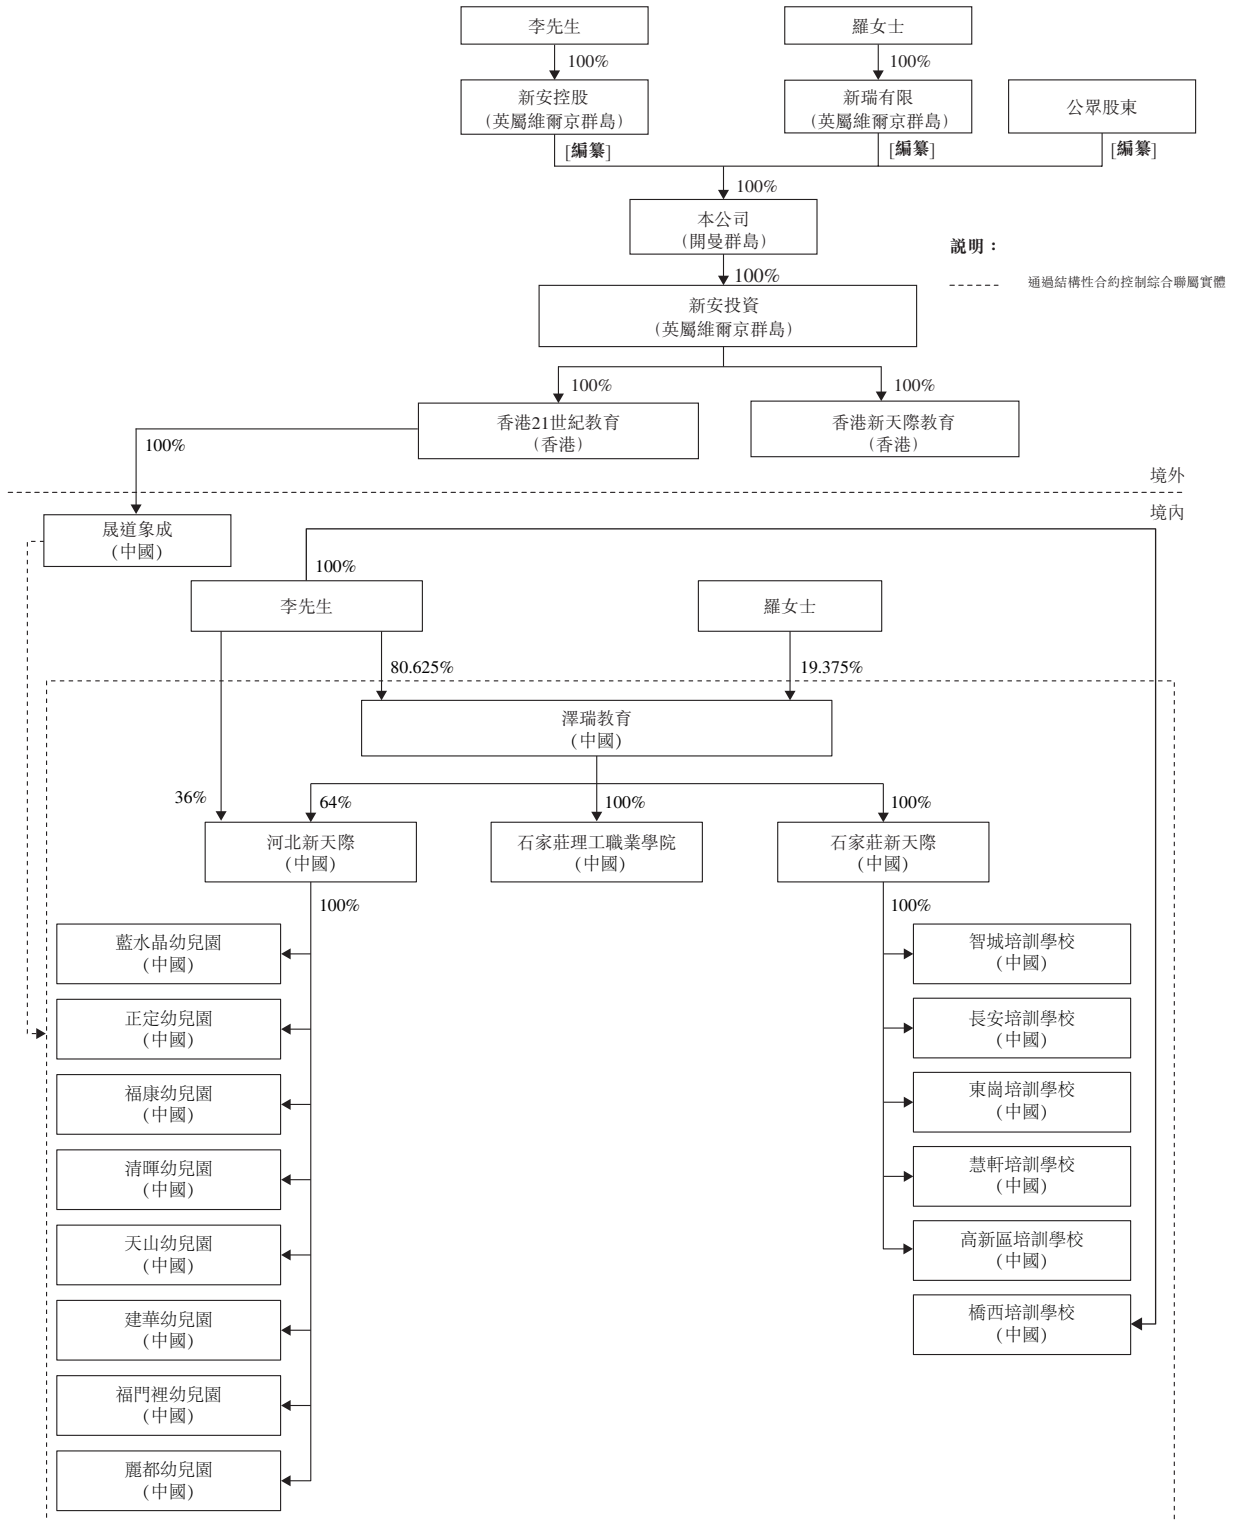 李先生
羅女士
100%
100%
新安控股
(英屬維爾京群島)
新瑞有限
(英屬維爾京群島)
公眾股東
[編纂]
[編纂]
[編纂]
100%
本公司
(開曼群島)
説明：
通過結構性合約控制綜合聯屬實體
100%
新安投資
(英屬維爾京群島)
100%
100%
香港21世紀教育
(香港)
香港新天際教育
(香港)
100%
境外
境內
晟道象成
(中國)
100%
李先生
羅女士
80.625%
19.375%
澤瑞教育
(中國)
36%
64%
100%
100%
河北新天際
(中國)
石家莊理工職業學院
(中國)
石家莊新天際
(中國)
100%
100%
藍水晶幼兒園
(中國)
智城培訓學校
(中國)
正定幼兒園
(中國)
長安培訓學校
(中國)
福康幼兒園
(中國)
東崗培訓學校
(中國)
清暉幼兒園
(中國)
慧軒培訓學校
(中國)
天山幼兒園
(中國)
高新區培訓學校
(中國)
建華幼兒園
(中國)
橋西培訓學校
(中國)
福門裡幼兒園
(中國)
麗都幼兒園
(中國)